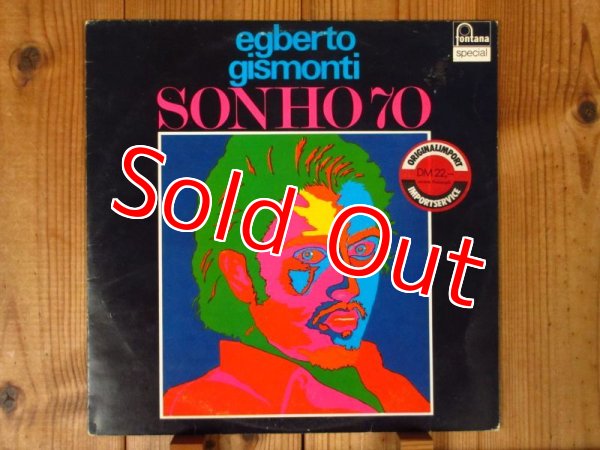 egberto
gismonti
fontana
special
SONHO 70
ORIGINALIMPORT
DM 22,-
IMPORTSERVICE
Sold Out